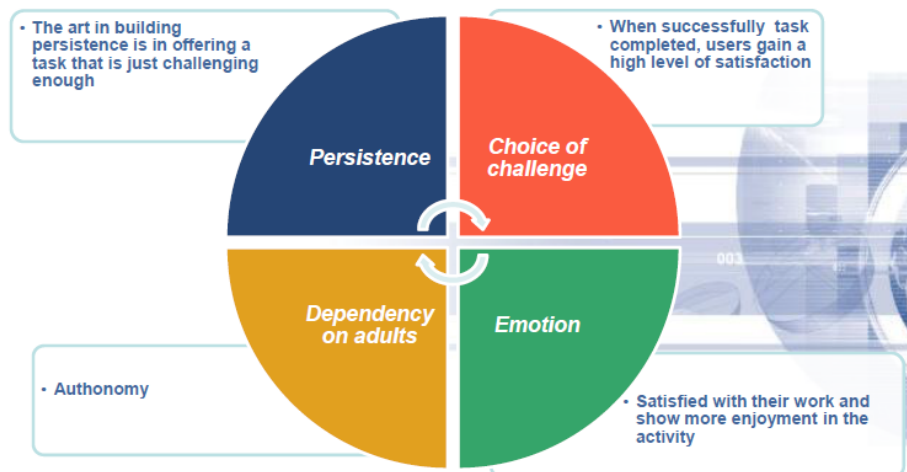 • The art in building
persistence is in offering a
task that is just challenging
enough
• When successfully task
completed, users gain a
high level of satisfaction
Persistence
Choice of
challenge
003
Dependency
on adults
Emotion
• Authonomy
• Satisfied with their work and
show more enjoyment in the
activity